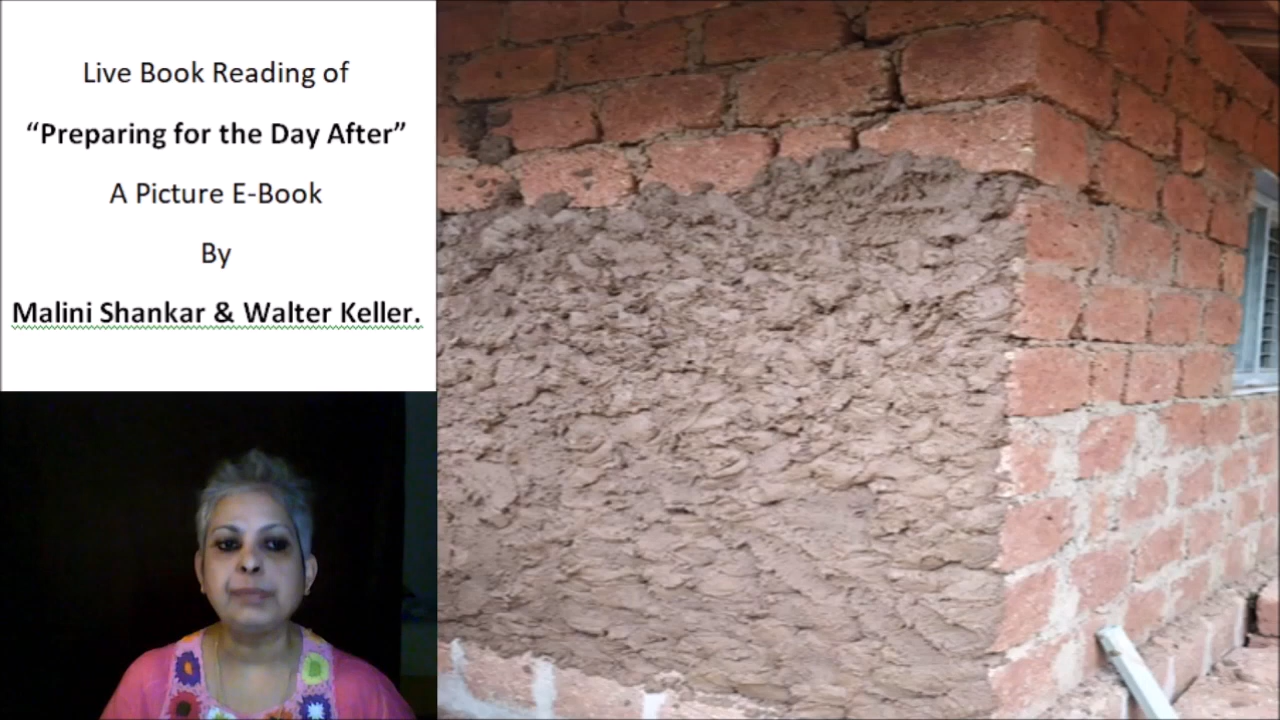 Live Book Reading of
“Preparing for the Day After”
A Picture E-Book
By
Malini Shankar & Walter Keller.